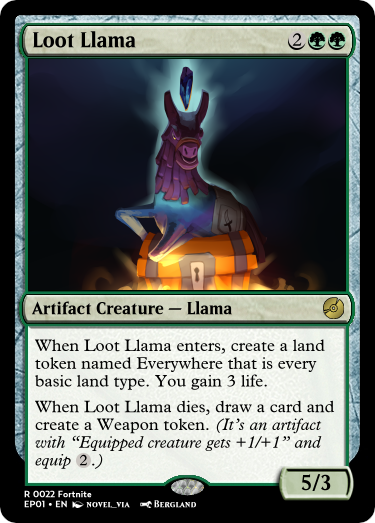 Loot Llama 2
Artifact Creature — Llama
When Loot Llama enters, create a land
token named Everywhere that is every
basic land type. You gain 3 life.
When Loot Llama dies, draw a card and
create a Weapon token. (It’s an artifact
with “Equipped creature gets +1/+1” and
equip 2.)
5/3
R 0022 Fortnite
EP01 • EN NOVEL_VIA BERGLAND